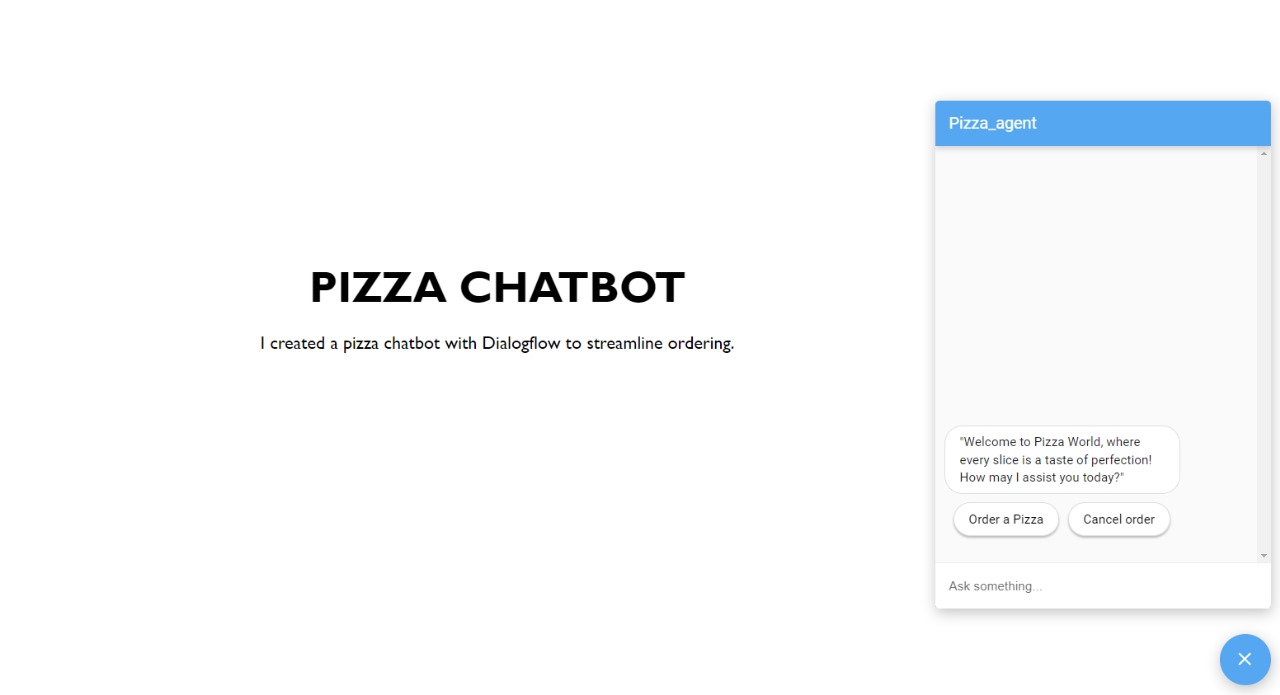 PIZZA CHATBOT
I created a pizza chatbot with Dialogflow to streamline ordering.
Pizza_agent
"Welcome to Pizza World, where
every slice is a taste of perfection!
How may I assist you today?"
Order a Pizza Cancel order
Ask something...